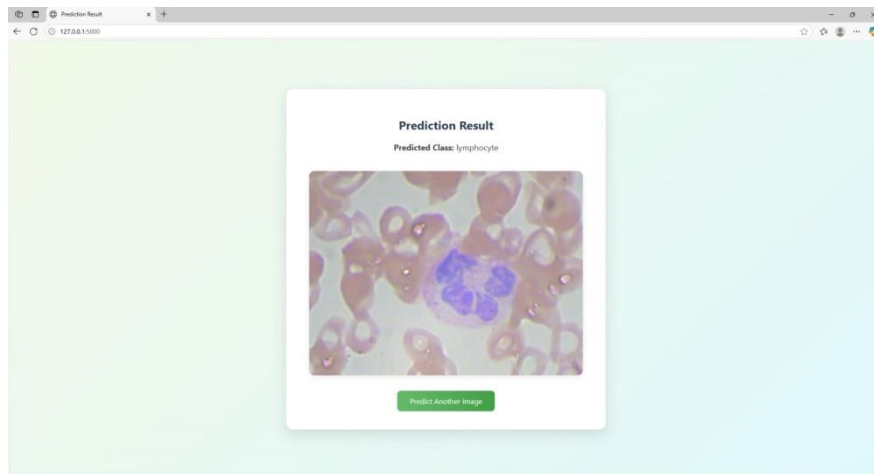 Prediction Result
127.0.0.1:5000
Prediction Result
Predicted Class: lymphocyte
Predict Another Image